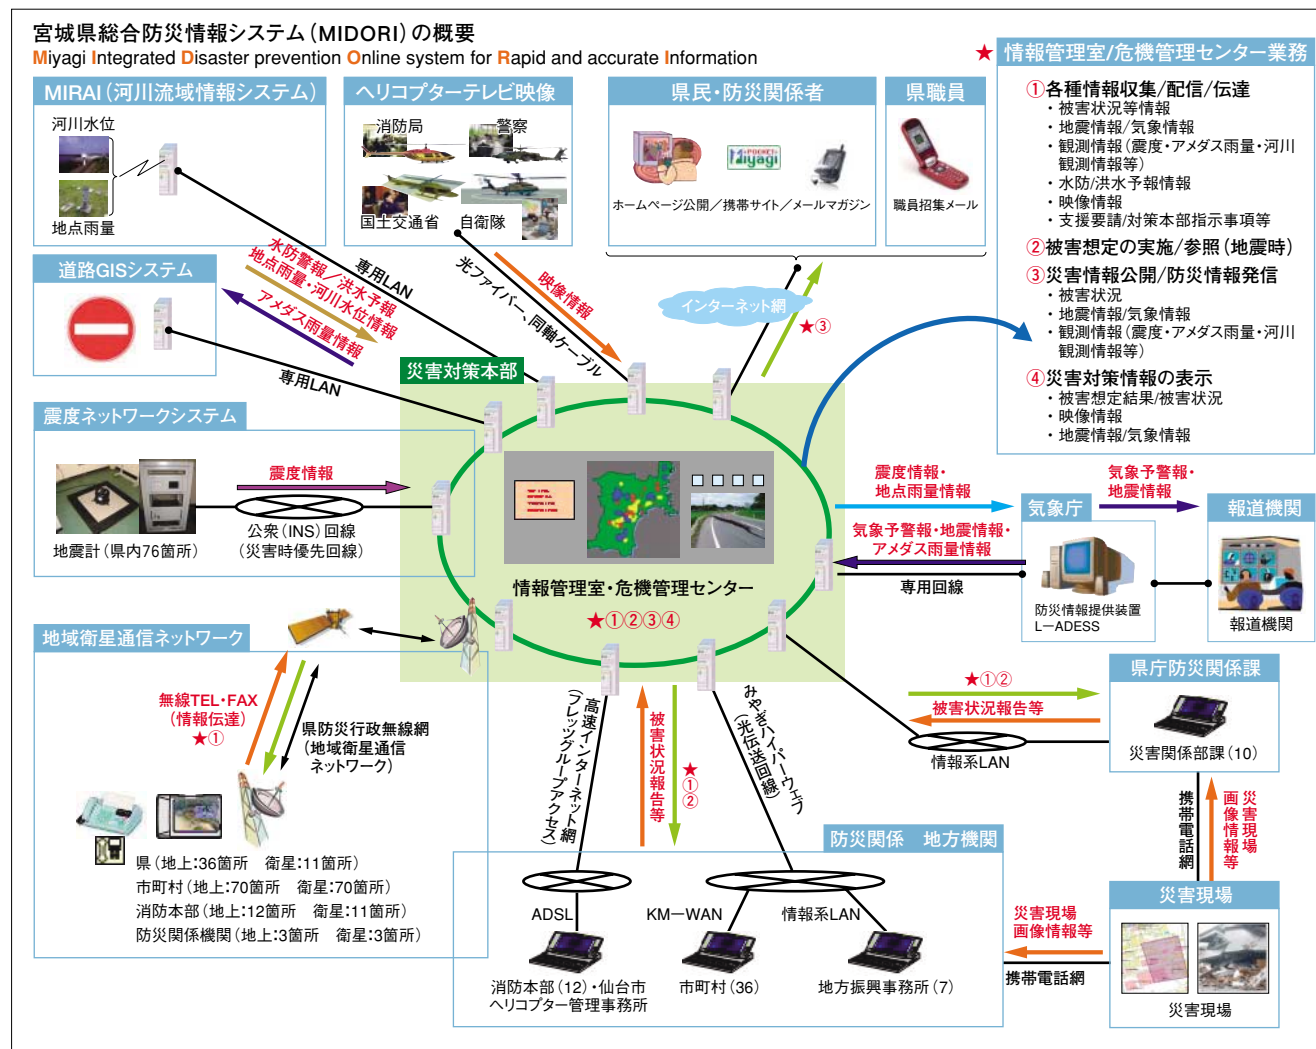 宮城県総合防災情報システム（MIDORI）の概要
Miyagi Integrated Disaster prevention Online system for Rapid and accurate Information
MIRAI（河川流域情報システム）
河川水位
地点雨量
ヘリコプターテレビ映像
消防局
警察
国土交通省
自衛隊
県民・防災関係者
POCKET
Miyagi
ホームページ公開／携帯サイト／メールマガジン
県職員
職員招集メール
★ 情報管理室/危機管理センター業務
①各種情報収集/配信/伝達
・被害状況等情報
・地震情報/気象情報
・観測情報（震度・アメダス雨量・河川
観測情報等）
・水防/洪水予報情報
・映像情報
・支援要請/対策本部指示事項等
②被害想定の実施/参照（地震時）
③災害情報公開/防災情報発信
・被害状況
・地震情報/気象情報
・観測情報（震度・アメダス雨量・河川
観測情報等）
④災害対策情報の表示
・被害想定結果/被害状況
・映像情報
・地震情報/気象情報
道路GISシステム
専用LAN
水防警報／洪水予報
地点雨量・河川水位情報
アメダス雨量情報
専用LAN
映像情報
光ファイバー、同軸ケーブル
インターネット網
★③
災害対策本部
震度ネットワークシステム
震度情報
地震計（県内76箇所）
公衆（INS）回線
（災害時優先回線）
情報管理室・危機管理センター
★①②③④
震度情報・
地点雨量情報
気象予警報・地震情報・
アメダス雨量情報
専用回線
気象庁
防災情報提供装置
L－ADESS
気象予警報・
地震情報
報道機関
報道機関
地域衛星通信ネットワーク
無線TEL・FAX
（情報伝達）
★①
県防災行政無線網
（地域衛星通信
ネットワーク）
県（地上:36箇所　衛星:11箇所）
市町村（地上:70箇所　衛星:70箇所）
消防本部（地上:12箇所　衛星:11箇所）
防災関係機関（地上:3箇所　衛星:3箇所）
高速インターネット網
（フレッツグループアクセス）
被害状況報告等
★①②
みやぎハイパーウェブ
（光伝送回線）
★①②
被害状況報告等
情報系LAN
県庁防災関係課
災害関係部課（10）
携帯電話網
災害現場
画像情報等
防災関係　地方機関
ADSL
KM－WAN
情報系LAN
消防本部（12）・仙台市
ヘリコプター管理事務所
市町村（36）
地方振興事務所（7）
災害現場
画像情報等
携帯電話網
災害現場
災害現場